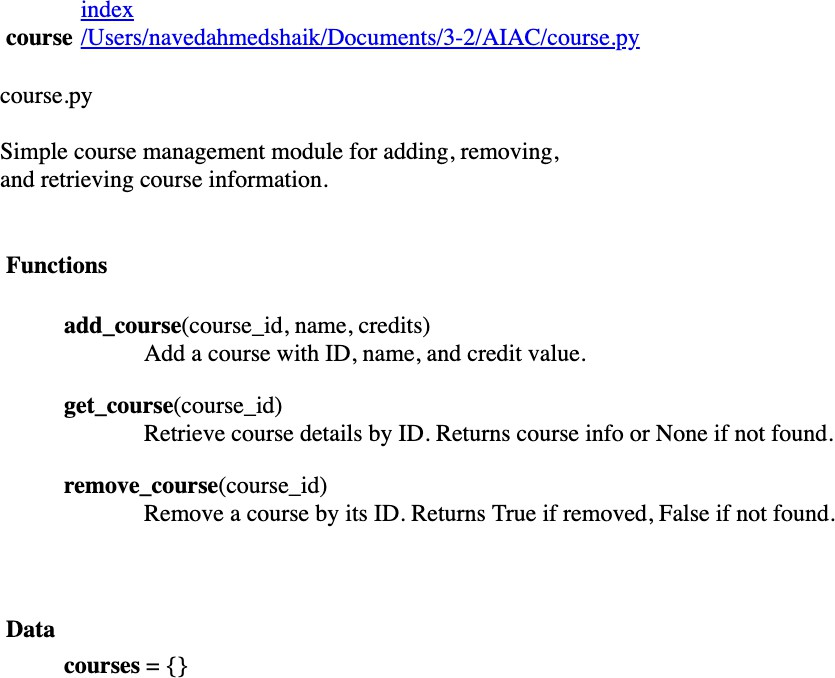 index
course /Users/navedahmedshaik/Documents/3-2/AIAC/course.py
course.py
Simple course management module for adding, removing,
and retrieving course information.
Functions
add_course(course_id, name, credits)
Add a course with ID, name, and credit value.
get_course(course_id)
Retrieve course details by ID. Returns course info or None if not found.
remove_course(course_id)
Remove a course by its ID. Returns True if removed, False if not found.
Data
courses = {}